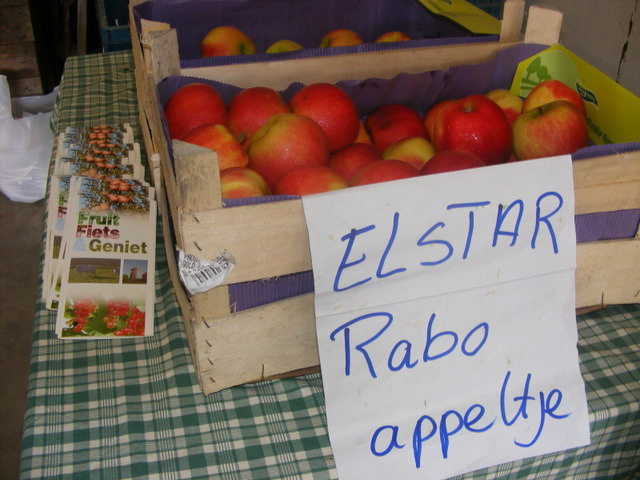 Fruit
Fiets
& Geniet
ELSTAR
Rabo
appeltje